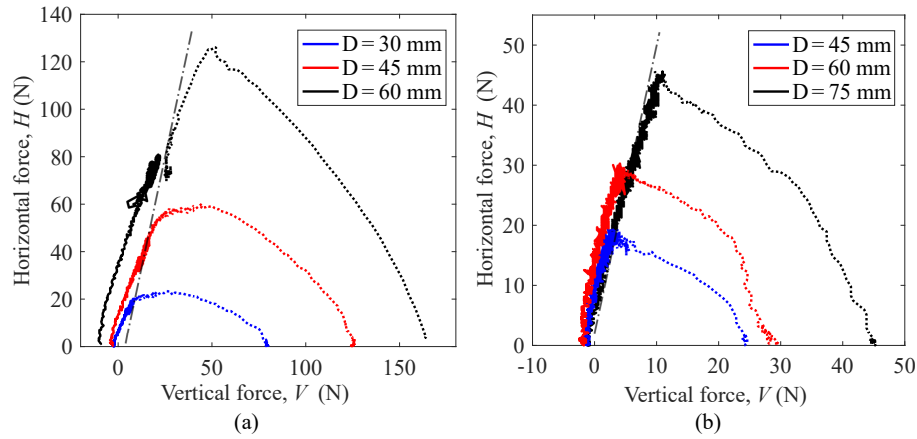 140
120
100
80
60
40
20
0
0
50
100
150
Horizontal force, H (N)
Vertical force, V (N)
D = 30 mm
D = 45 mm
D = 60 mm
(a)
50
40
30
20
10
0
-10
0
10
20
30
40
50
Horizontal force, H (N)
Vertical force, V (N)
D = 45 mm
D = 60 mm
D = 75 mm
(b)